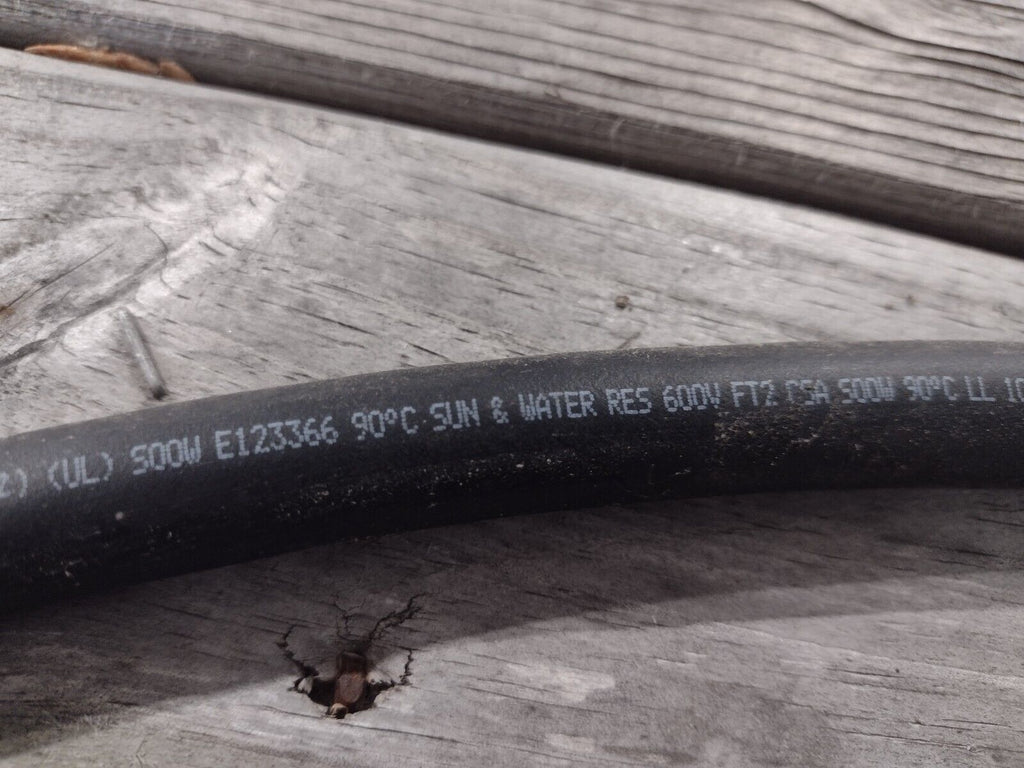 (UL) SOOW E123366 90°C SUN & WATER RES 600V FT2 CSA SOOW 90°C LL